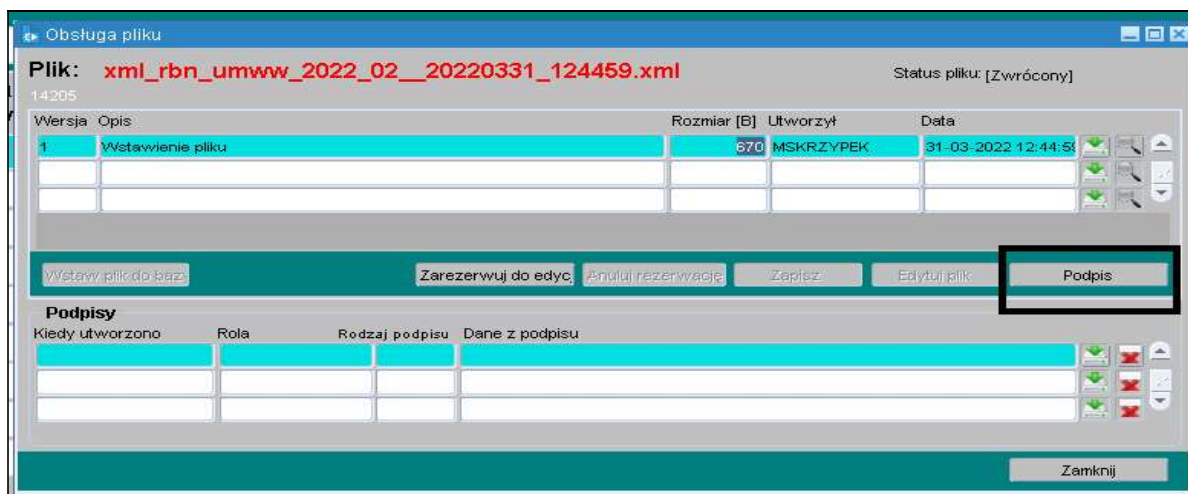 Obsługa pliku
Plik: xml_rbn_umww_2022_02__20220331_124459.xml Status pliku: [Zwrócony]
14205
Wersja Opis Rozmiar [B] Utworzył Data
1 Wstawienie pliku 670 MSKRZYPEK 31-03-2022 12:44:59
Wstaw plik do bazy Zarezerwuj do edyc Anuluj rezerwację Zapisz Edytuj plik Podpis
Podpisy
Kiedy utworzono Rola Rodzaj podpisu Dane z podpisu
Zamknij